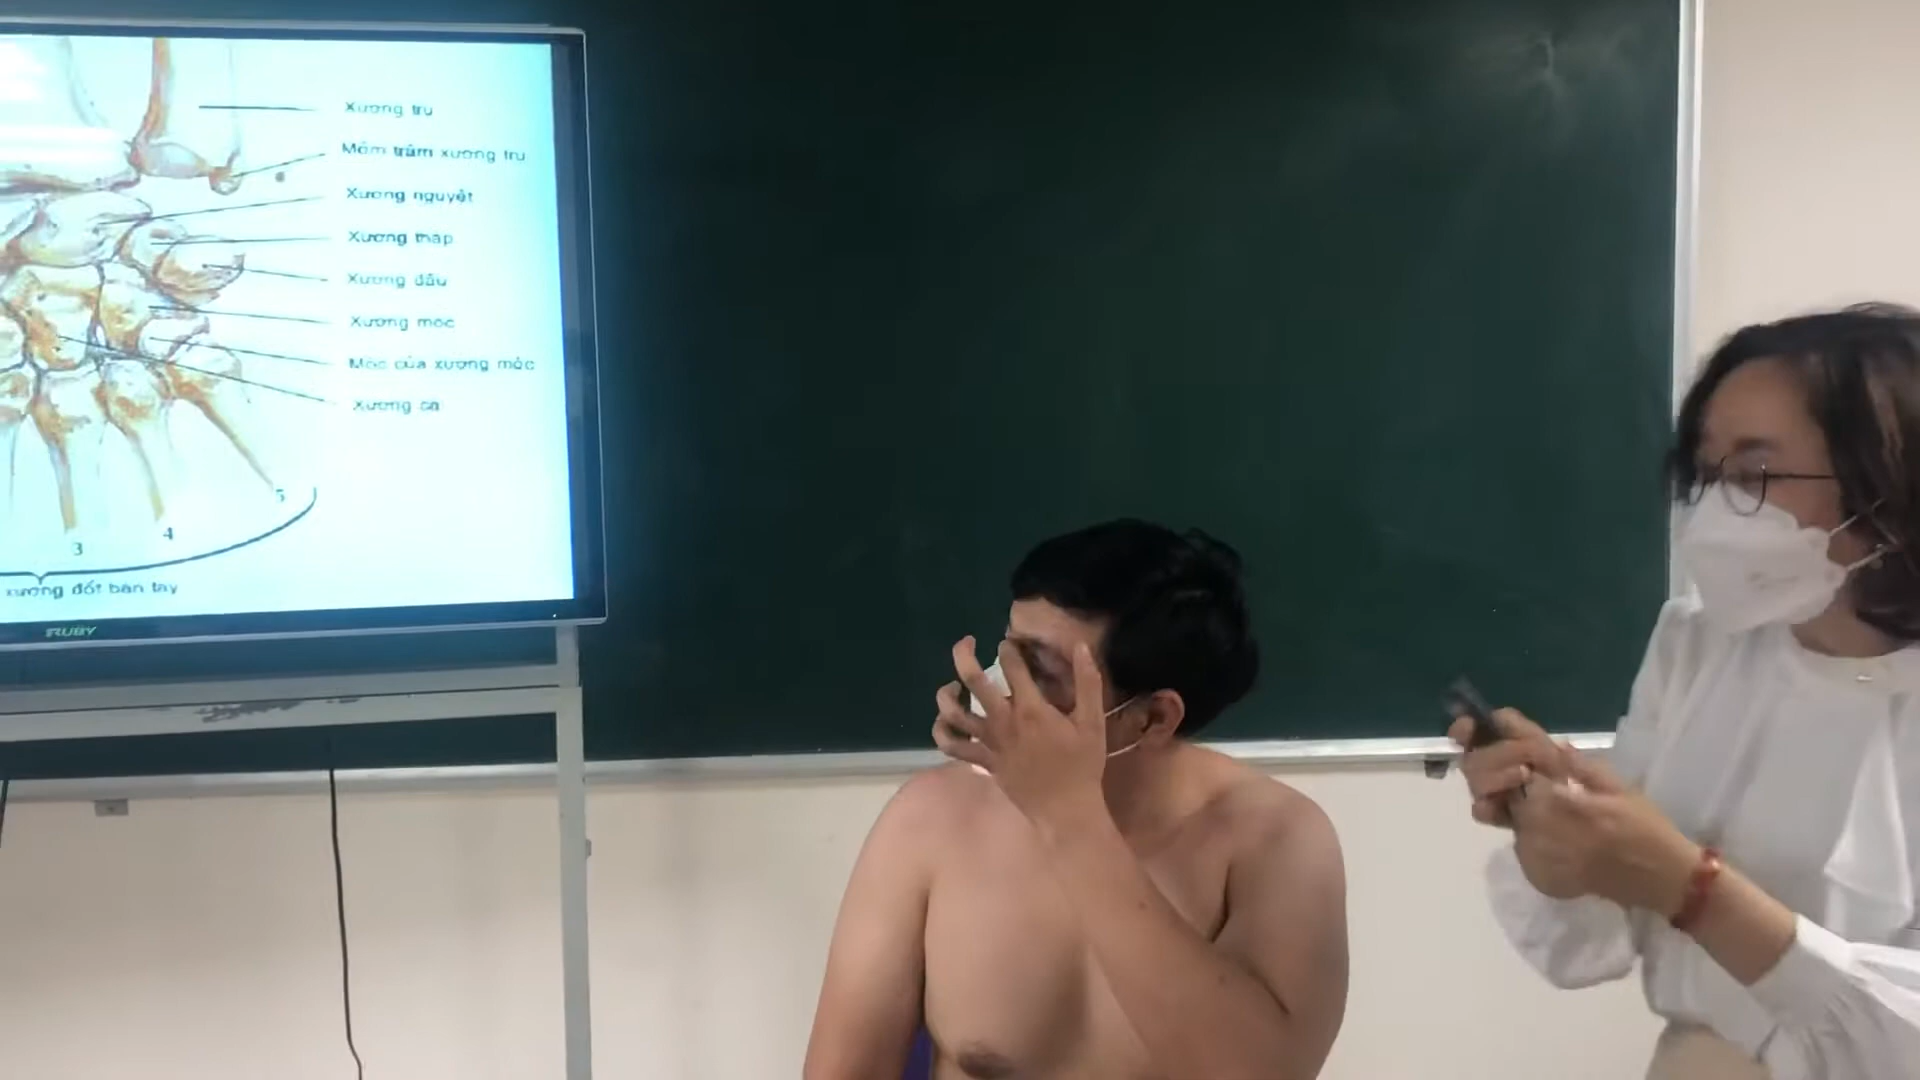 Xương trụ
Mỏm trâm xương trụ
Xương nguyệt
Xương tháp
Xương đậu
Xương móc
Móc của xương móc
Xương cả
5
4
3
xương đốt bàn tay
RUBY